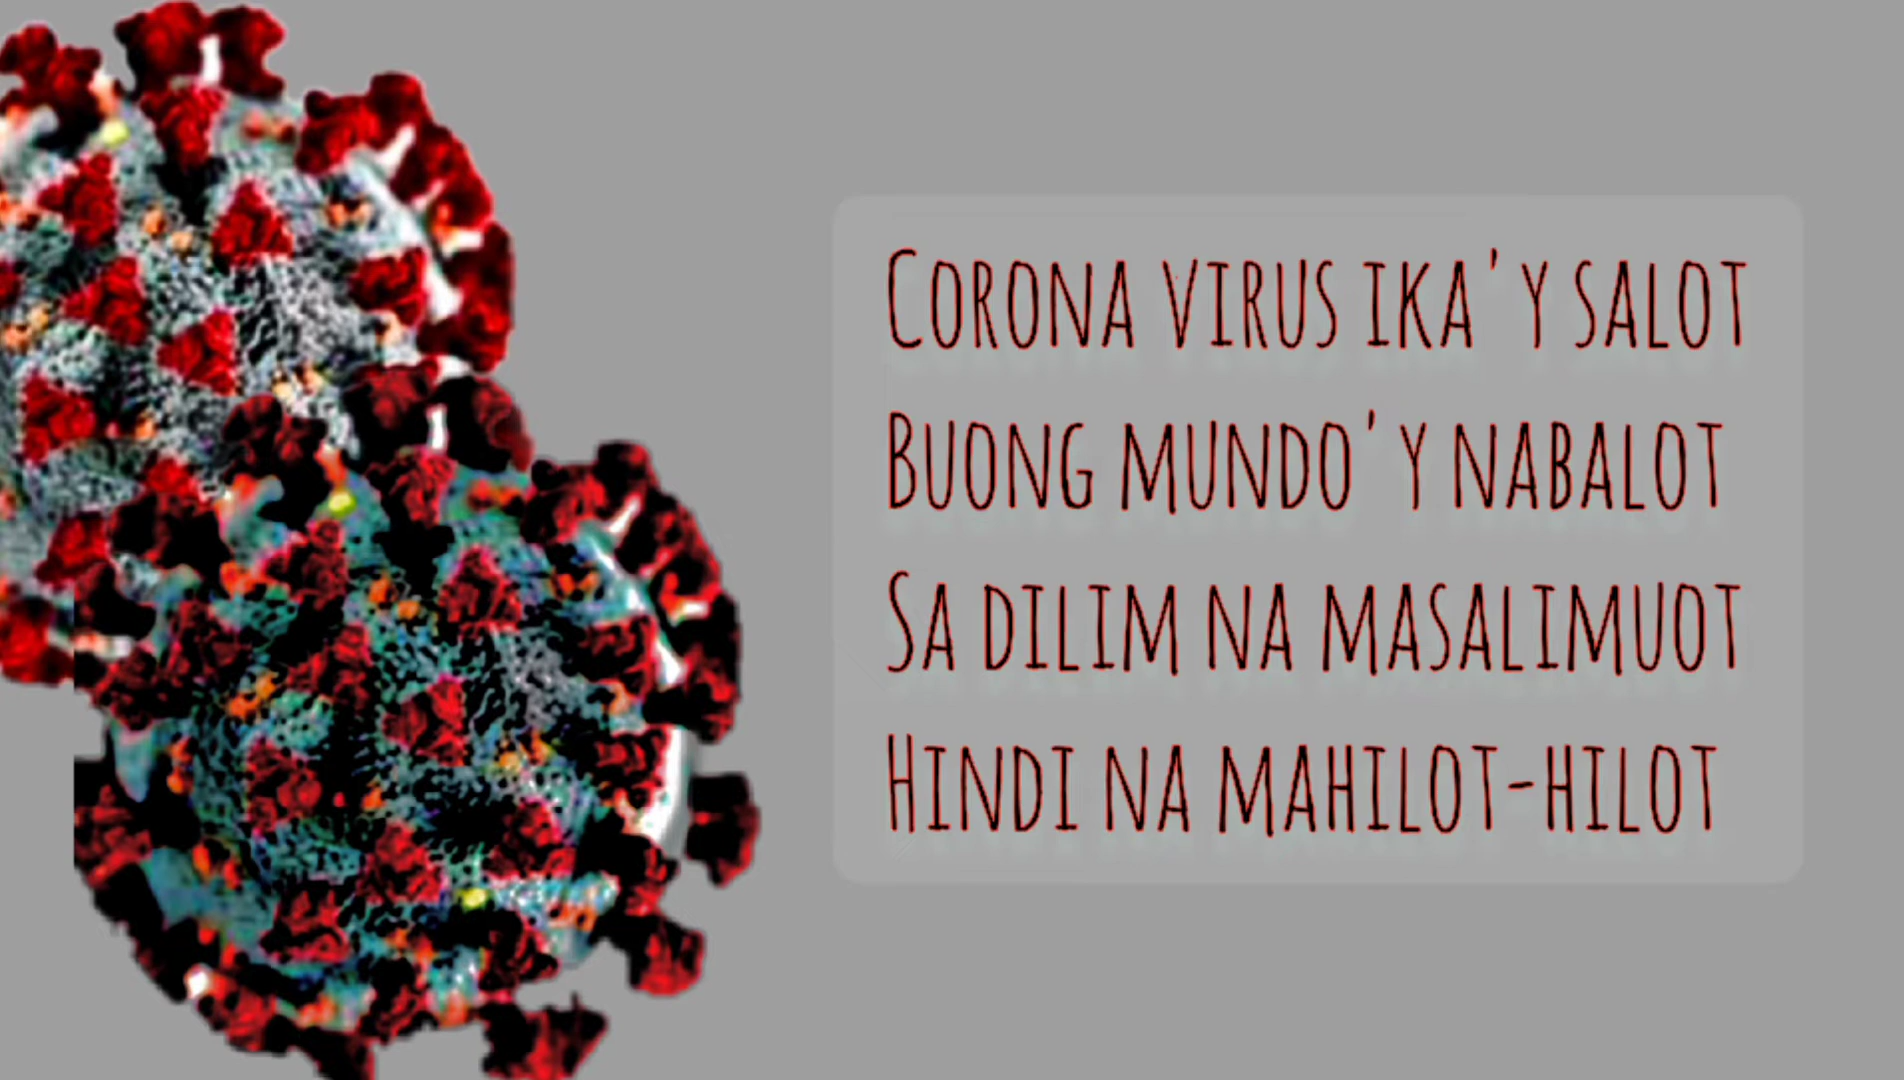 Corona virus ika'y salot
Buong mundo'y nabalot
Sa dilim na masalimuot
Hindi na mahilot-hilot